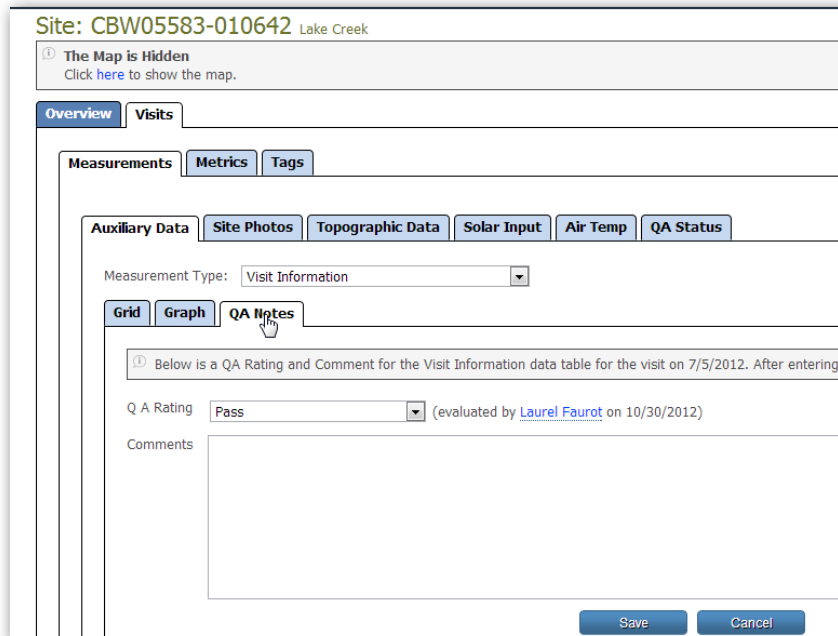 Site: CBW05583-010642 Lake Creek
The Map is Hidden
Click here to show the map.
Overview Visits
Measurements Metrics Tags
Auxiliary Data Site Photos Topographic Data Solar Input Air Temp QA Status
Measurement Type: Visit Information
Grid Graph QA Notes
Below is a QA Rating and Comment for the Visit Information data table for the visit on 7/5/2012. After entering
Q A Rating Pass (evaluated by Laurel Faurot on 10/30/2012)
Comments
Save Cancel